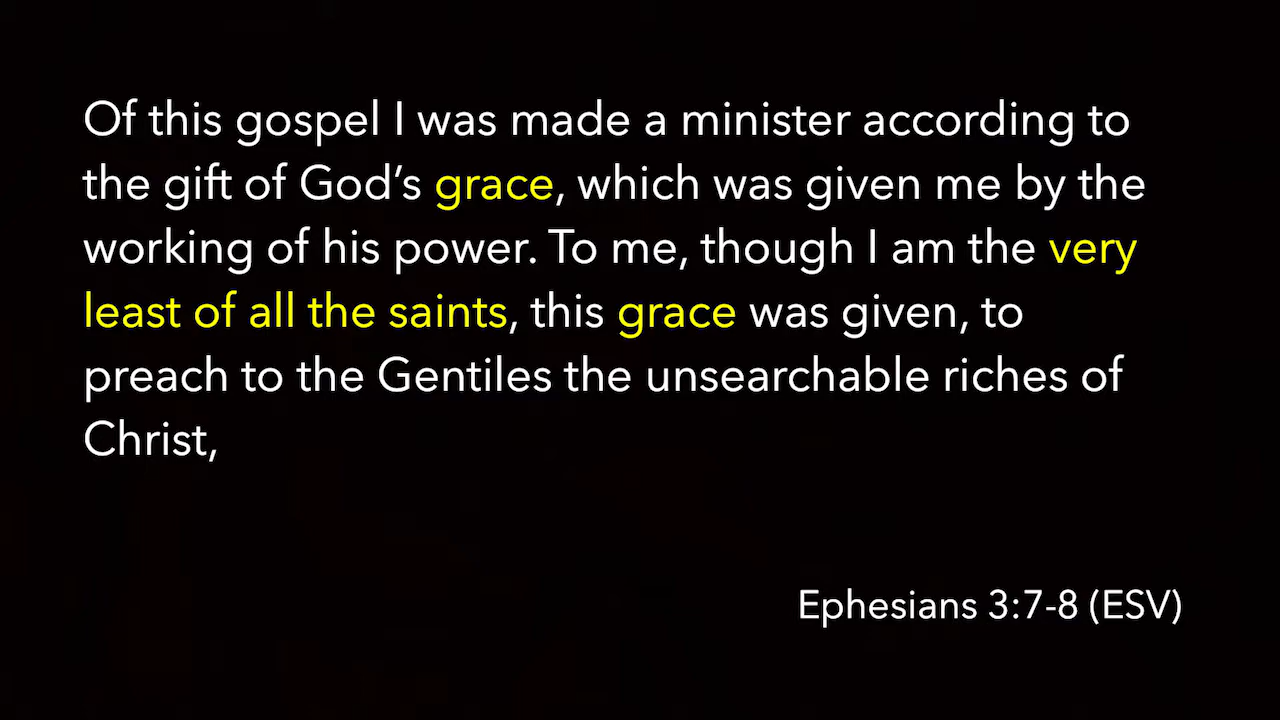 Of this gospel I was made a minister according to
the gift of God’s grace, which was given me by the
working of his power. To me, though I am the very
least of all the saints, this grace was given, to
preach to the Gentiles the unsearchable riches of
Christ,
Ephesians 3:7-8 (ESV)